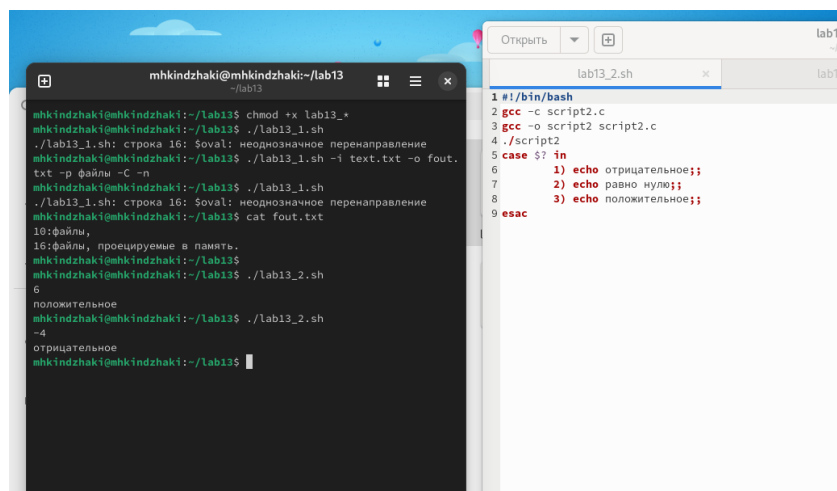 mhkindzhaki@mhkindzhaki:~/lab13
~/lab13
mhkindzhaki@mhkindzhaki:~/lab13$ chmod +x lab13_*
mhkindzhaki@mhkindzhaki:~/lab13$ ./lab13_1.sh
./lab13_1.sh: строка 16: $oval: неоднозначное перенаправление
mhkindzhaki@mhkindzhaki:~/lab13$ ./lab13_1.sh -i text.txt -o fout.
txt -p файлы -C -n
mhkindzhaki@mhkindzhaki:~/lab13$ ./lab13_1.sh
./lab13_1.sh: строка 16: $oval: неоднозначное перенаправление
mhkindzhaki@mhkindzhaki:~/lab13$ cat fout.txt
10:файлы,
16:файлы, проецируемые в память.
mhkindzhaki@mhkindzhaki:~/lab13$
mhkindzhaki@mhkindzhaki:~/lab13$ ./lab13_2.sh
6
положительное
mhkindzhaki@mhkindzhaki:~/lab13$ ./lab13_2.sh
-4
отрицательное
mhkindzhaki@mhkindzhaki:~/lab13$
Открыть
lab13_2.sh
1 #!/bin/bash
2 gcc -c script2.c
3 gcc -o script2 script2.c
4 ./script2
5 case $? in
6 1) echo отрицательное;;
7 2) echo равно нулю;;
8 3) echo положительное;;
9 esac